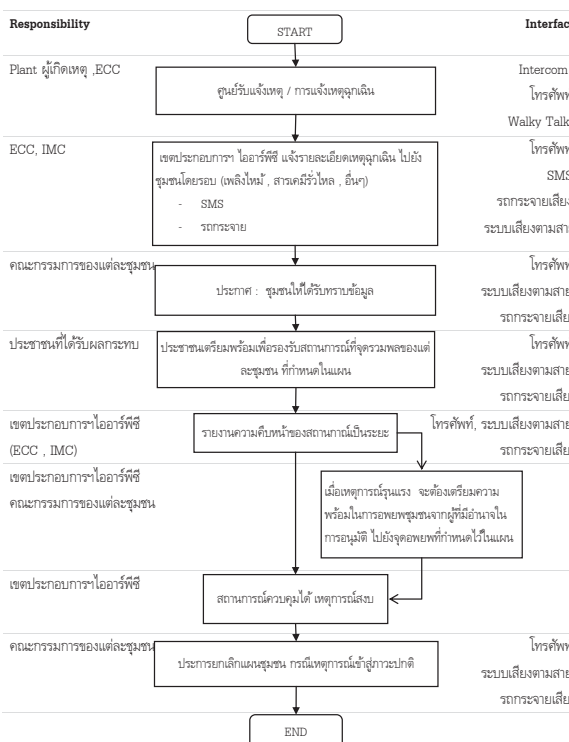 Responsibility
START
Interfac
Plant ผู้เกิดเหตุ ,ECC
ศูนย์รับแจ้งเหตุ / การแจ้งเหตุฉุกเฉิน
Intercom
โทรศัพท
Walky Talk
ECC, IMC
เขตประกอบการฯ ไออาร์พีซี แจ้งรายละเอียดเหตุฉุกเฉิน ไปยัง
ชุมชนโดยรอบ (เพลิงไหม้ , สารเคมีรั่วไหล , อื่นๆ)
- SMS
- รถกระจาย
โทรศัพท
SMS
รถกระจายเสียง
ระบบเสียงตามสาย
คณะกรรมการของแต่ละชุมชน
ประกาศ : ชุมชนให้ได้รับทราบข้อมูล
โทรศัพท
ระบบเสียงตามสาย
รถกระจายเสีย
ประชาชนที่ได้รับผลกระทบ
ประชาชนเตรียมพร้อมเพื่อรองรับสถานการณ์ที่จุดรวมพลของแต่
ละชุมชน ที่กำหนดในแผน
โทรศัพท
ระบบเสียงตามสาย
รถกระจายเสีย
เขตประกอบการฯไออาร์พีซี
(ECC , IMC)
รายงานความคืบหน้าของสถานกาณ์เป็นระยะ
โทรศัพท์, ระบบเสียงตามสาย
รถกระจายเสีย
เขตประกอบการฯไออาร์พีซี
คณะกรรมการของแต่ละชุมชน
เมื่อเหตุการณ์รุนแรง จะต้องเตรียมความ
พร้อมในการอพยพชุมชนจากผู้ที่มีอำนาจใน
การอนุมัติ ไปยังจุดอพยพที่กำหนดไว้ในแผน
เขตประกอบการฯไออาร์พีซี
สถานการณ์ควบคุมได้ เหตุการณ์สงบ
คณะกรรมการของแต่ละชุมชน
ประการยกเลิกแผนชุมชน กรณีเหตุการณ์เข้าสู่ภาวะปกติ
โทรศัพท
ระบบเสียงตามสาย
รถกระจายเสีย
END